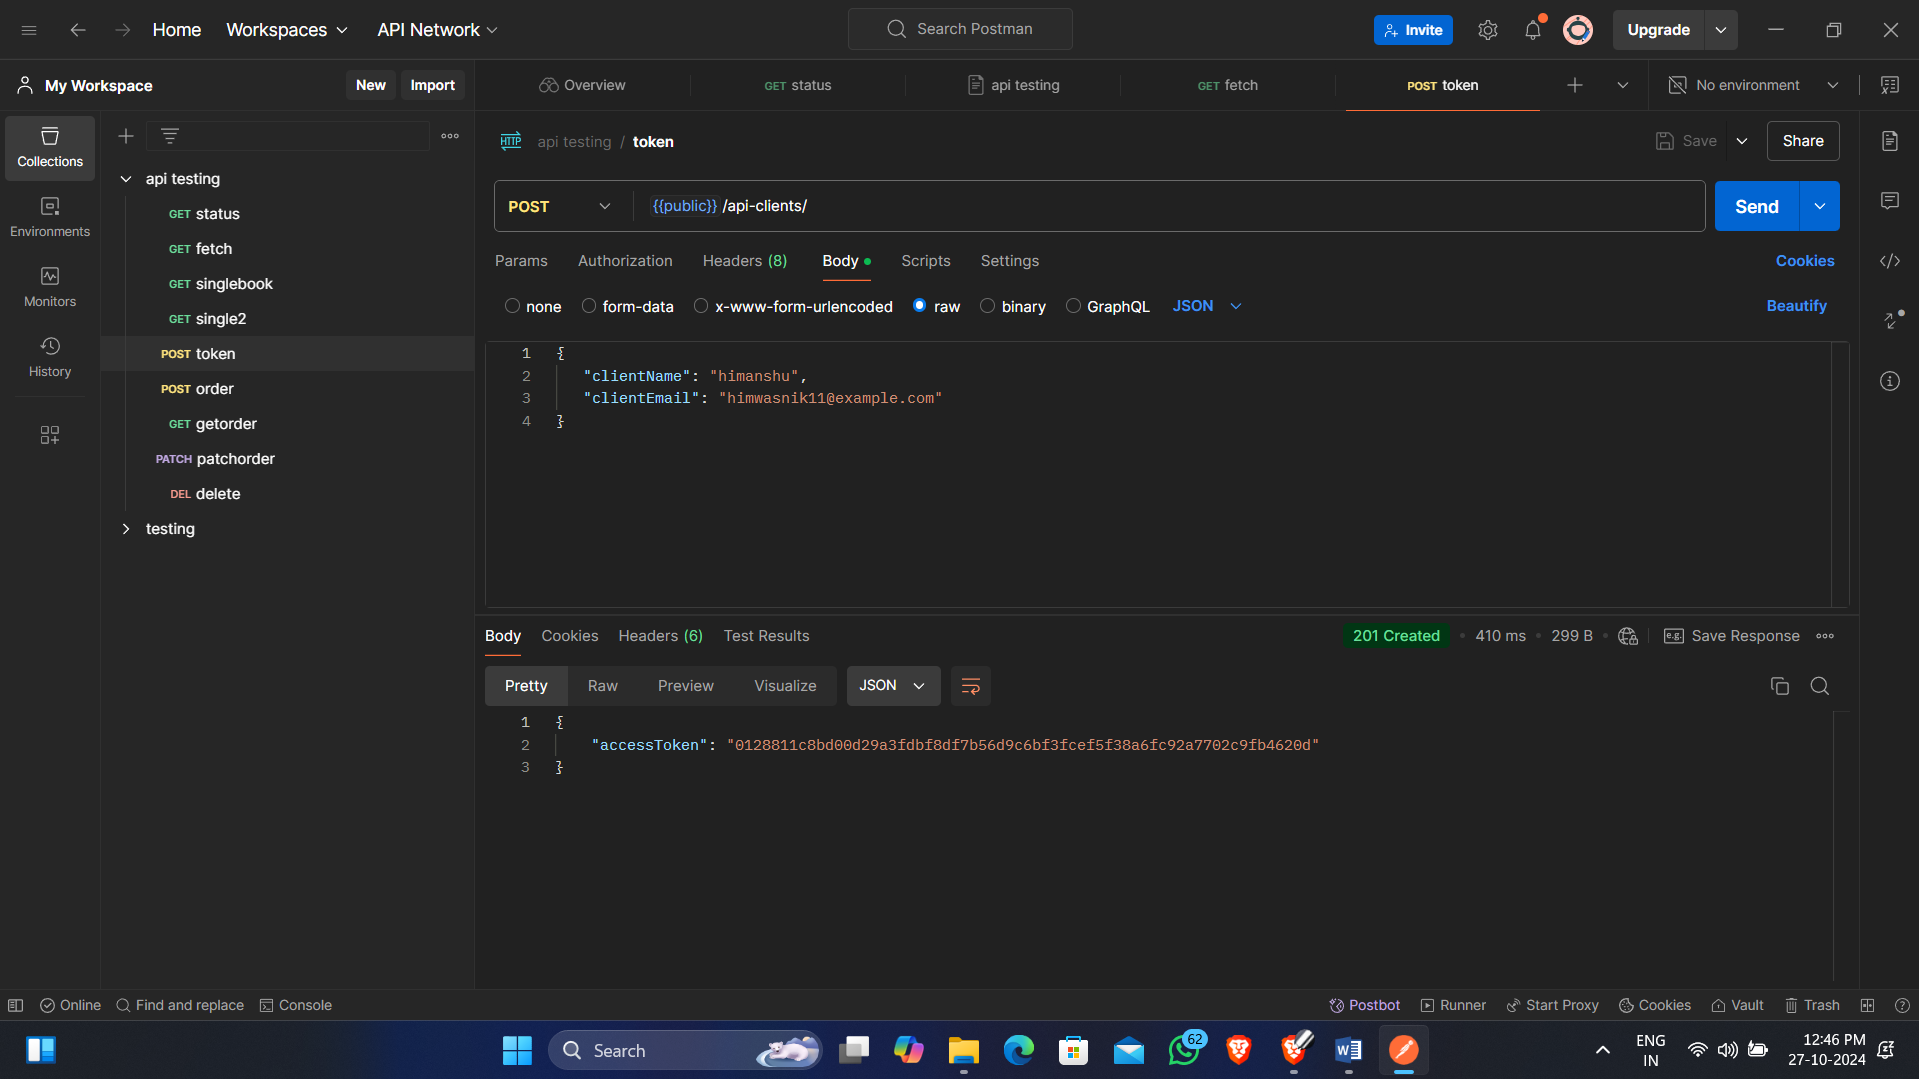 Home
Workspaces
API Network
Search Postman
Invite
Upgrade
My Workspace
New
Import
Overview
GET status
api testing
GET fetch
POST token
No environment
Collections
Environments
Monitors
History
api testing
GET status
GET fetch
GET singlebook
GET single2
POST token
POST order
GET getorder
PATCH patchorder
DEL delete
testing
HTTP api testing / token
Save
Share
POST
{{public}} /api-clients/
Send
Params
Authorization
Headers (8)
Body
Scripts
Settings
Cookies
none
form-data
x-www-form-urlencoded
raw
binary
GraphQL
JSON
Beautify
1 {
2 "clientName": "himanshu",
3 "clientEmail": "himwasnik11@example.com"
4 }
Body
Cookies
Headers (6)
Test Results
201 Created
410 ms
299 B
e.g. Save Response
Pretty
Raw
Preview
Visualize
JSON
1 {
2 "accessToken": "0128811c8bd00d29a3fdbf8df7b56d9c6bf3fcef5f38a6fc92a7702c9fb4620d"
3 }
Online
Find and replace
Console
Postbot
Runner
Start Proxy
Cookies
Vault
Trash
Search
62
ENG
IN
12:46 PM
27-10-2024